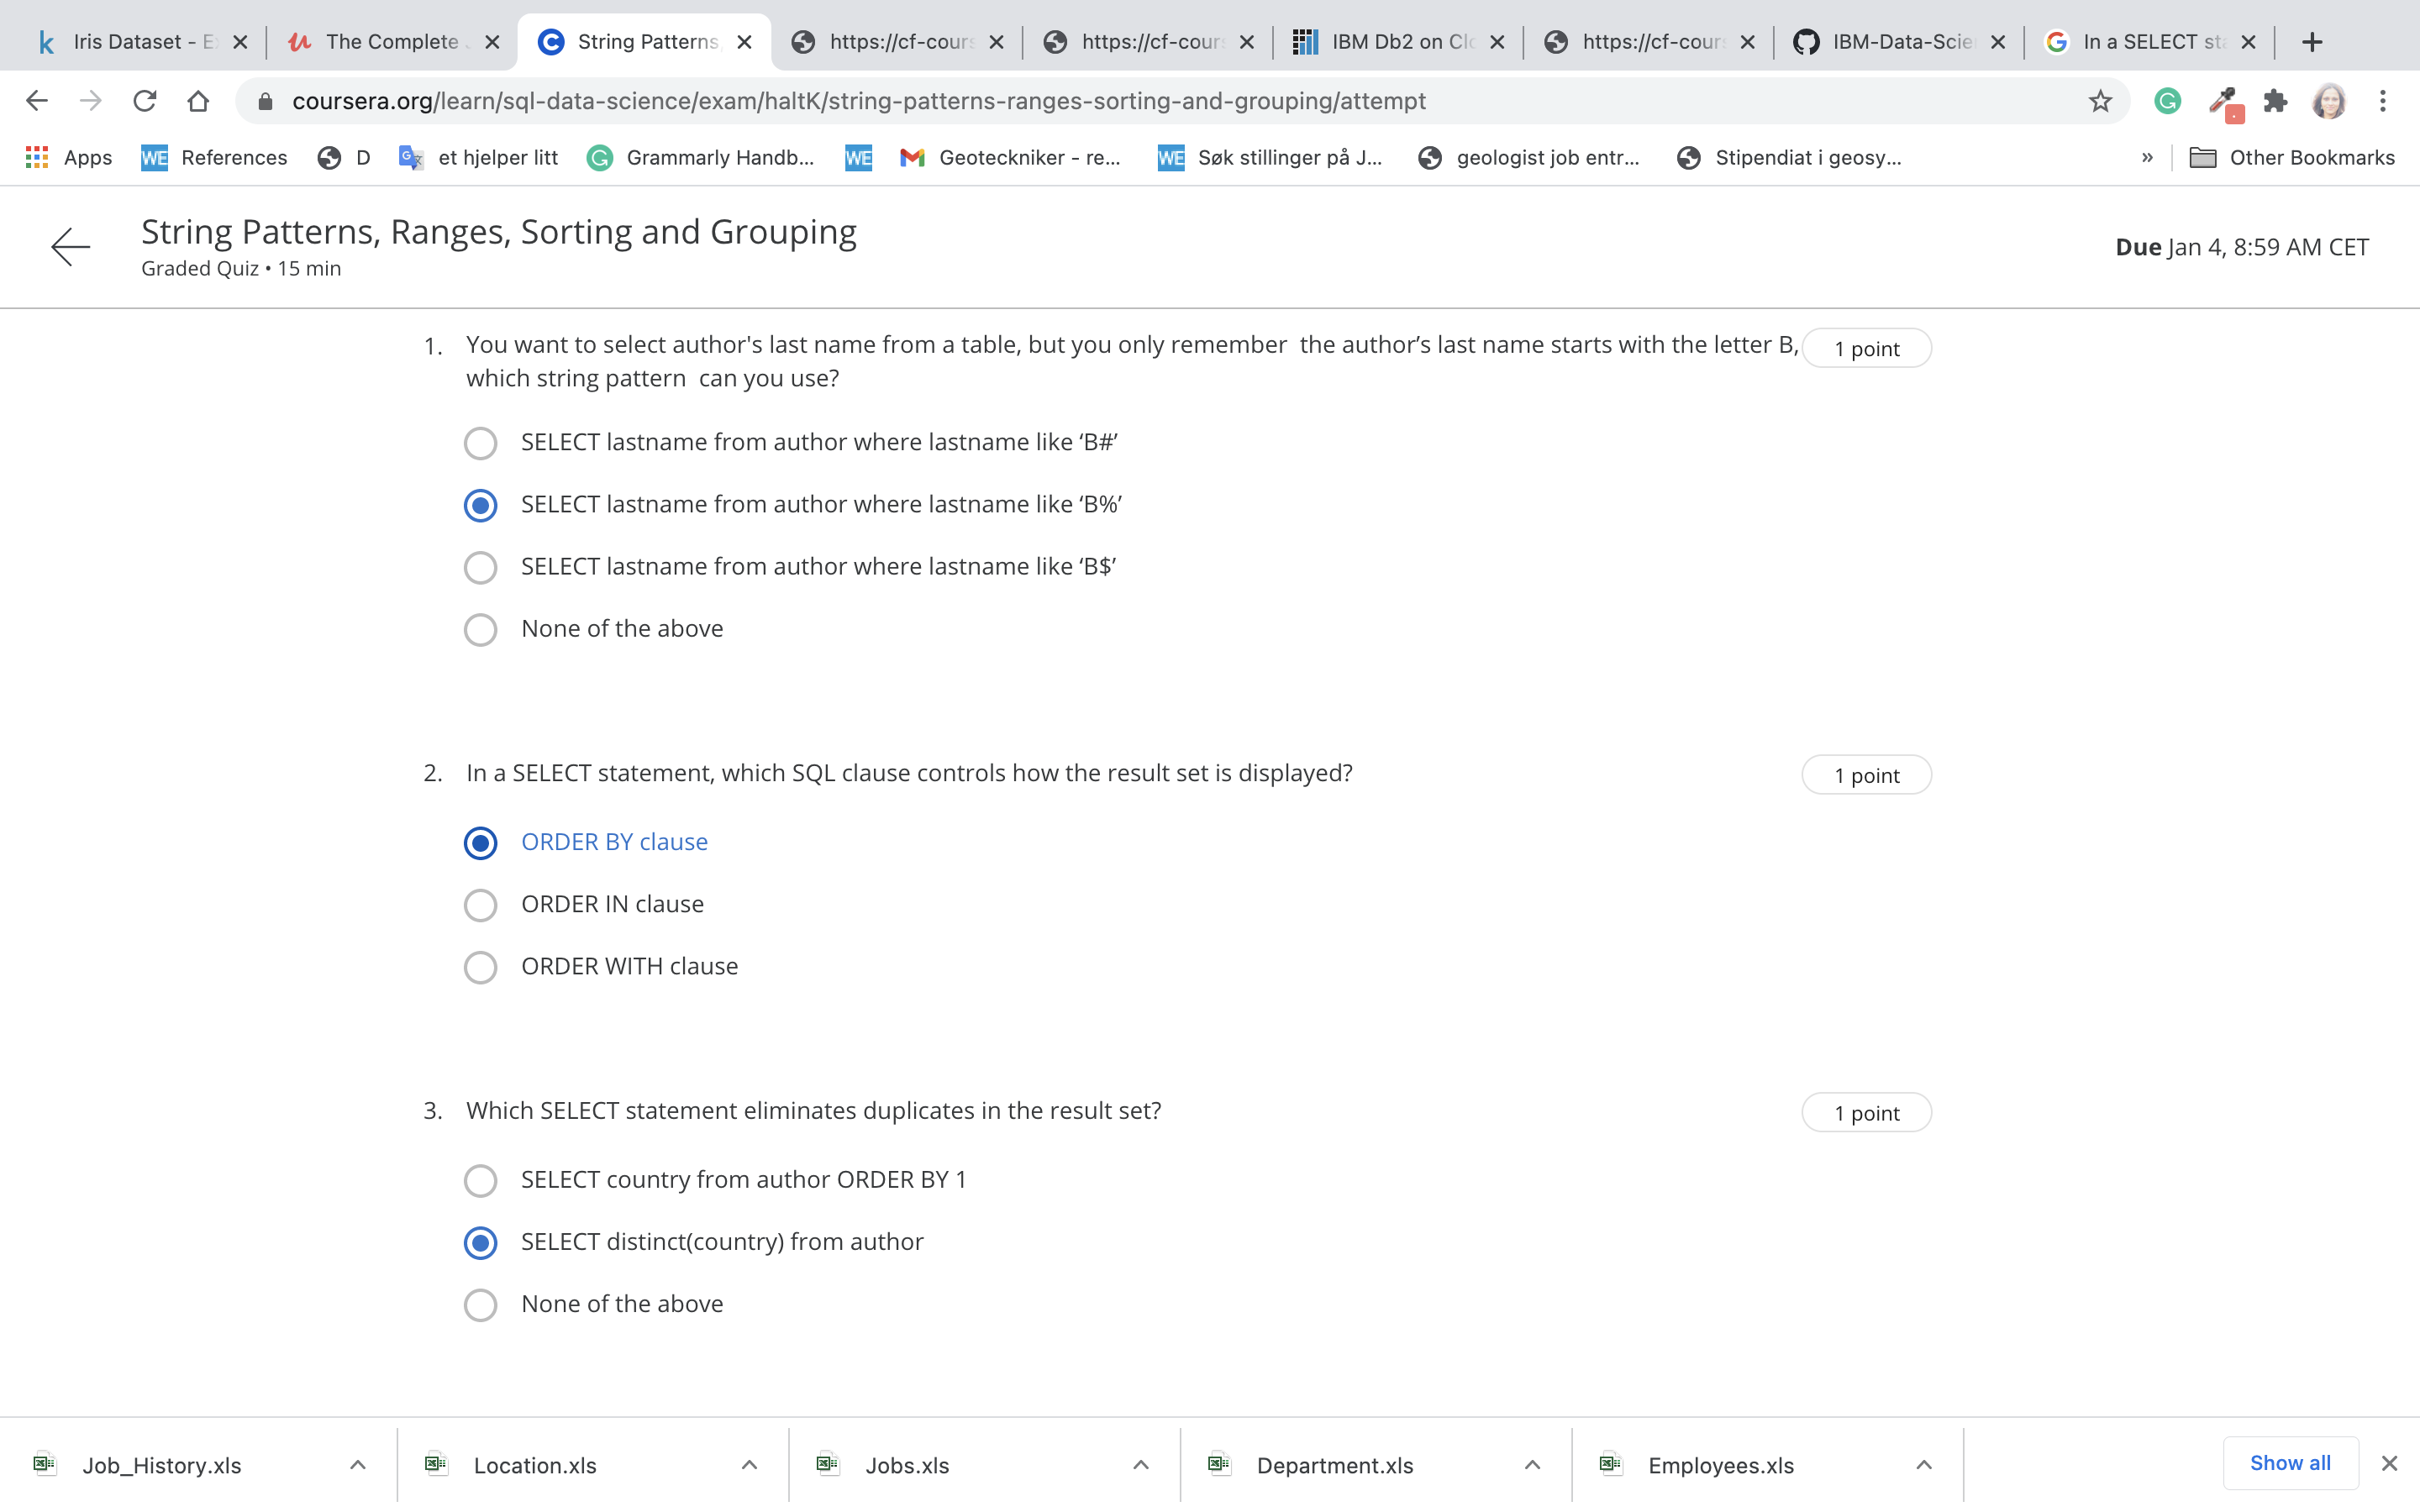 Iris Dataset - E
The Complete
String Patterns,
https://cf-cour
https://cf-cour
IBM Db2 on Clo
https://cf-cour
IBM-Data-Scie
In a SELECT sta
coursera.org/learn/sql-data-science/exam/haltK/string-patterns-ranges-sorting-and-grouping/attempt
Apps
WE References
D
et hjelper litt
Grammarly Handb...
WE
Geoteckniker - re...
WE Søk stillinger på J...
geologist job entr...
Stipendiat i geosy...
»
Other Bookmarks
String Patterns, Ranges, Sorting and Grouping
Graded Quiz • 15 min
Due Jan 4, 8:59 AM CET
1. You want to select author's last name from a table, but you only remember the author’s last name starts with the letter B,
which string pattern can you use?
1 point
SELECT lastname from author where lastname like ‘B#’
SELECT lastname from author where lastname like ‘B%’
SELECT lastname from author where lastname like ‘B$’
None of the above
2. In a SELECT statement, which SQL clause controls how the result set is displayed?
1 point
ORDER BY clause
ORDER IN clause
ORDER WITH clause
3. Which SELECT statement eliminates duplicates in the result set?
1 point
SELECT country from author ORDER BY 1
SELECT distinct(country) from author
None of the above
Job_History.xls
Location.xls
Jobs.xls
Department.xls
Employees.xls
Show all